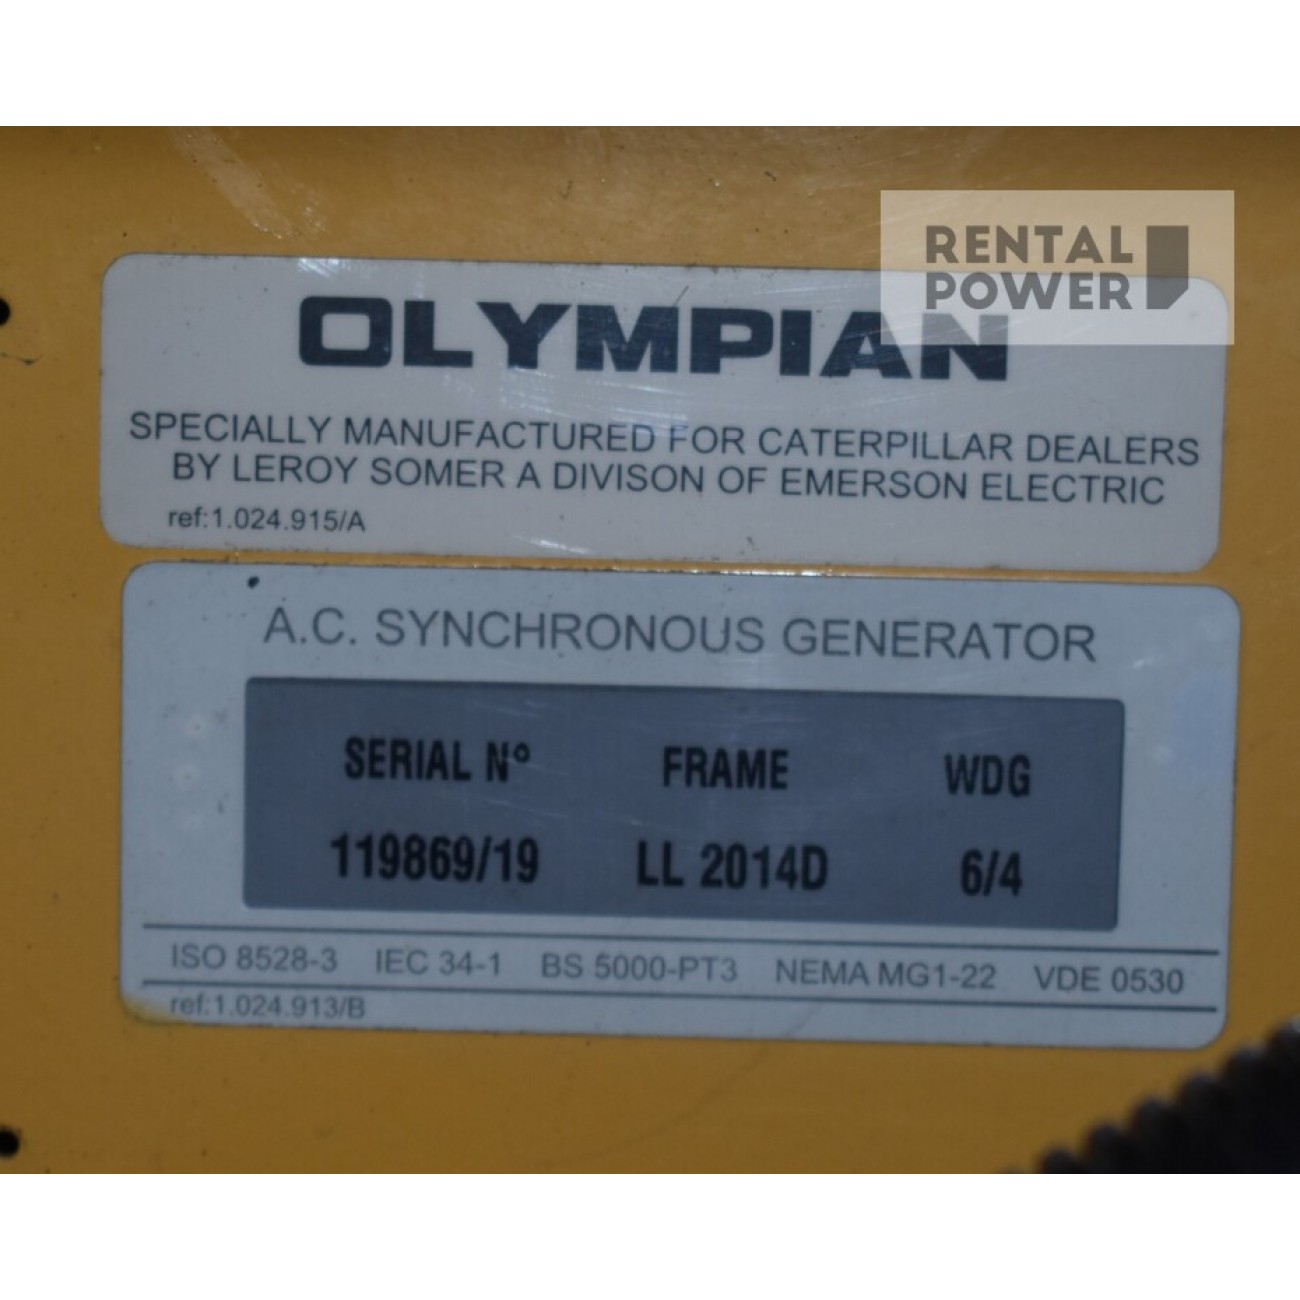 RENTAL
POWER
OLYMPIAN
SPECIALLY MANUFACTURED FOR CATERPILLAR DEALERS
BY LEROY SOMER A DIVISON OF EMERSON ELECTRIC
ref:1.024.915/A
A.C. SYNCHRONOUS GENERATOR
SERIAL Nº FRAME WDG
119869/19 LL 2014D 6/4
ISO 8528-3 IEC 34-1 BS 5000-PT3 NEMA MG1-22 VDE 0530
ref:1.024.913/B